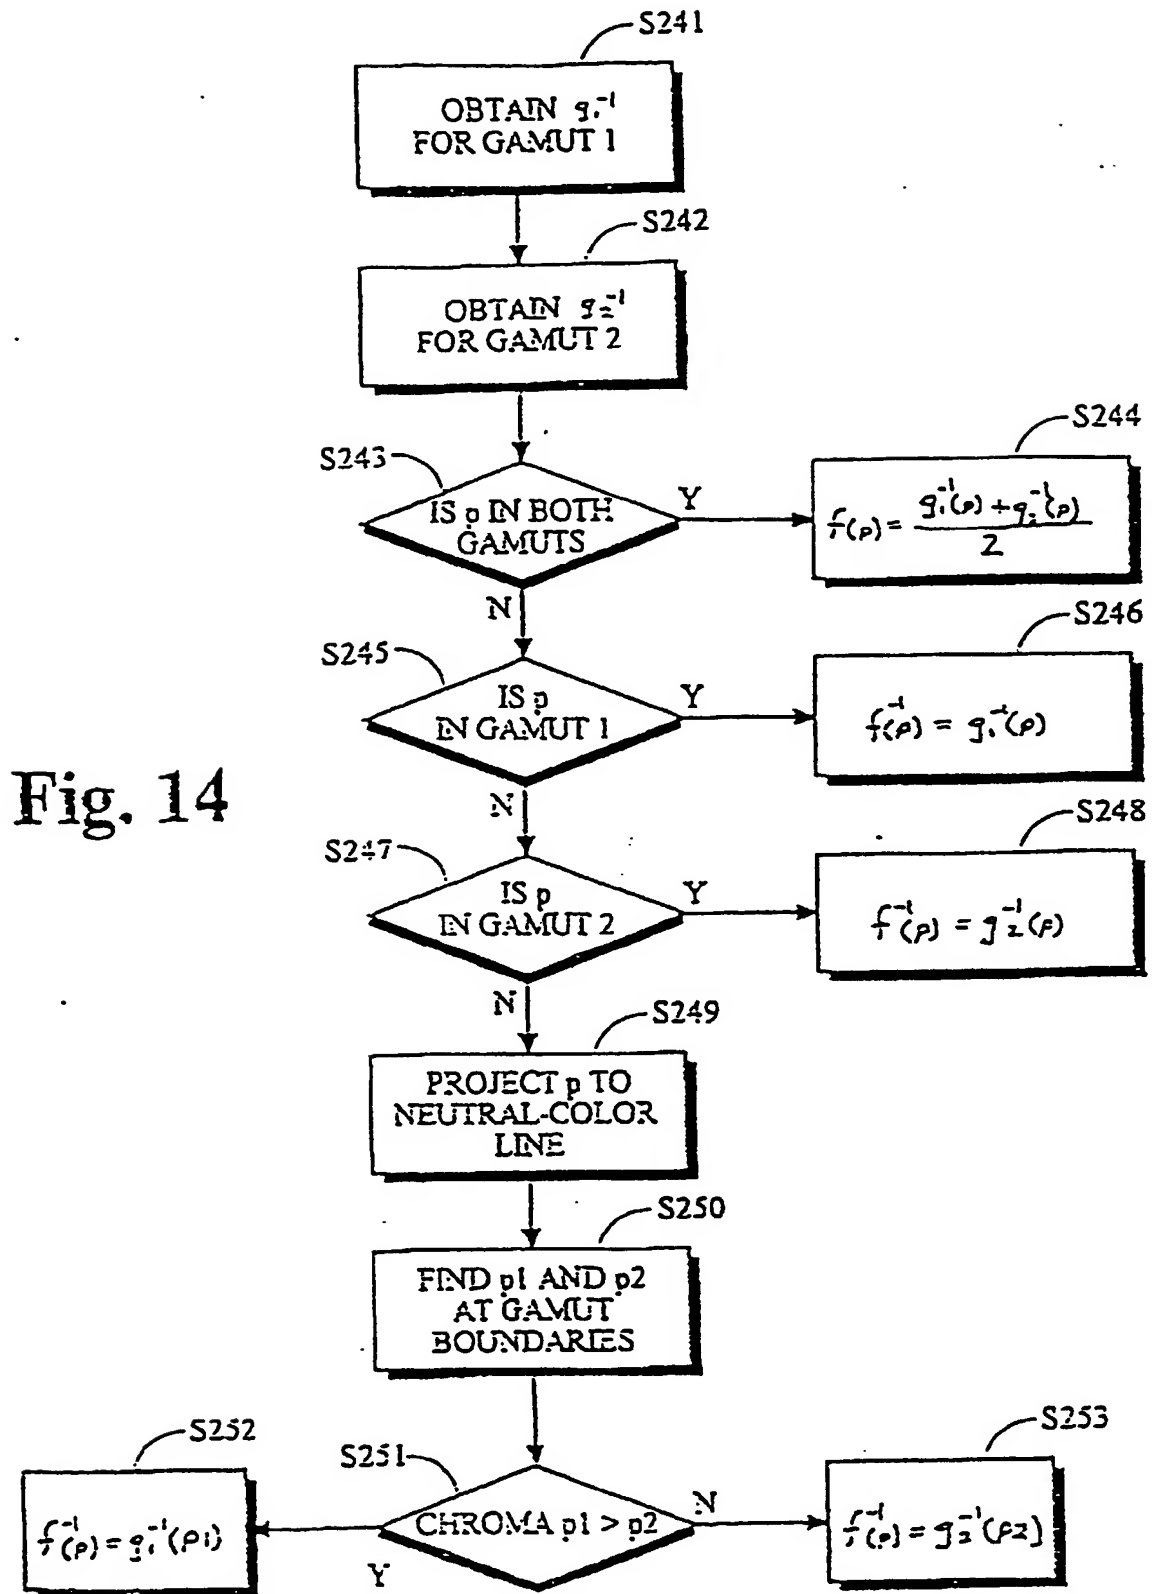 S241
OBTAIN g₁⁻¹
FOR GAMUT 1
S242
OBTAIN g₂⁻¹
FOR GAMUT 2
S243
IS p IN BOTH
GAMUTS
Y
N
S244
f(p) = (g₁⁻¹(p) + g₂⁻¹(p)) / 2
S245
IS p
IN GAMUT 1
Y
N
S246
f⁻¹(p) = g₁⁻¹(p)
Fig. 14
S247
IS p
IN GAMUT 2
Y
N
S248
f⁻¹(p) = g₂⁻¹(p)
S249
PROJECT p TO
NEUTRAL-COLOR
LINE
S250
FIND p1 AND p2
AT GAMUT
BOUNDARIES
S251
CHROMA p1 > p2
Y
N
S252
f⁻¹(p) = g₁⁻¹(p1)
S253
f⁻¹(p) = g₂⁻¹(p2)